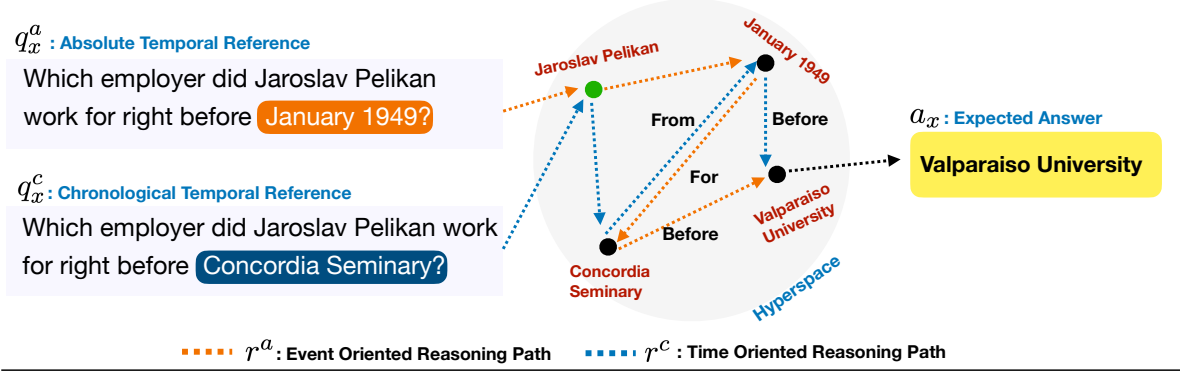 q_x^a : Absolute Temporal Reference
Which employer did Jaroslav Pelikan
work for right before January 1949?
q_x^c : Chronological Temporal Reference
Which employer did Jaroslav Pelikan work
for right before Concordia Seminary?
Jaroslav Pelikan
January 1949
From
Before
For
Before
Valparaiso
University
Concordia
Seminary
Hyperspace
a_x : Expected Answer
Valparaiso University
r^a : Event Oriented Reasoning Path
r^c : Time Oriented Reasoning Path